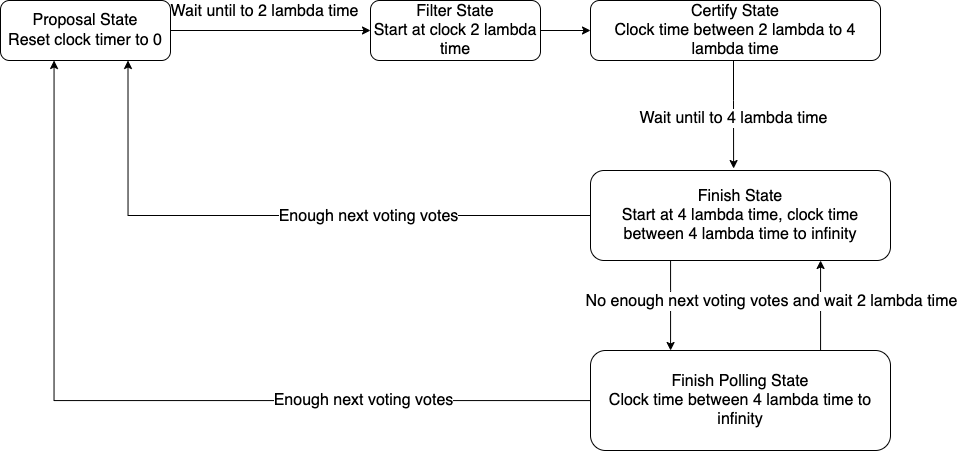 Proposal State
Reset clock timer to 0
Wait until to 2 lambda time
Filter State
Start at clock 2 lambda
time
Certify State
Clock time between 2 lambda to 4
lambda time
Wait until to 4 lambda time
Finish State
Start at 4 lambda time, clock time
between 4 lambda time to infinity
Enough next voting votes
No enough next voting votes and wait 2 lambda time
Finish Polling State
Clock time between 4 lambda time to
infinity
Enough next voting votes